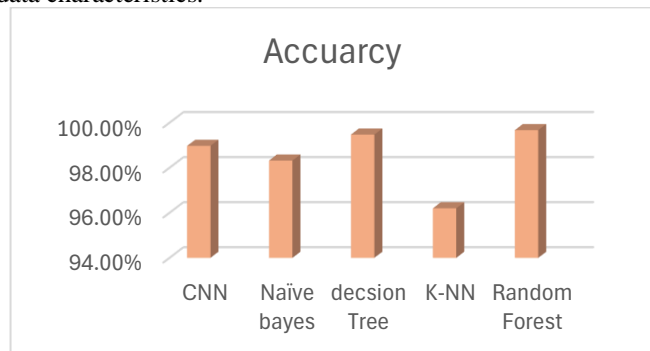 data characteristics.
Accuarcy
100.00%
98.00%
96.00%
94.00%
CNN
Naïve
bayes
decsion
Tree
K-NN
Random
Forest